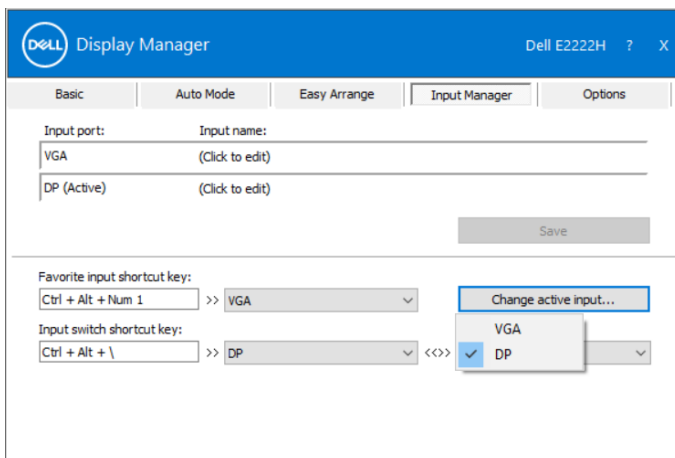 DELL Display Manager Dell E2222H ? X
Basic Auto Mode Easy Arrange Input Manager Options
Input port: Input name:
VGA (Click to edit)
DP (Active) (Click to edit)
Save
Favorite input shortcut key:
Ctrl + Alt + Num 1 >> VGA Change active input...
Input switch shortcut key:
VGA
Ctrl + Alt + \ >> DP <<>> DP